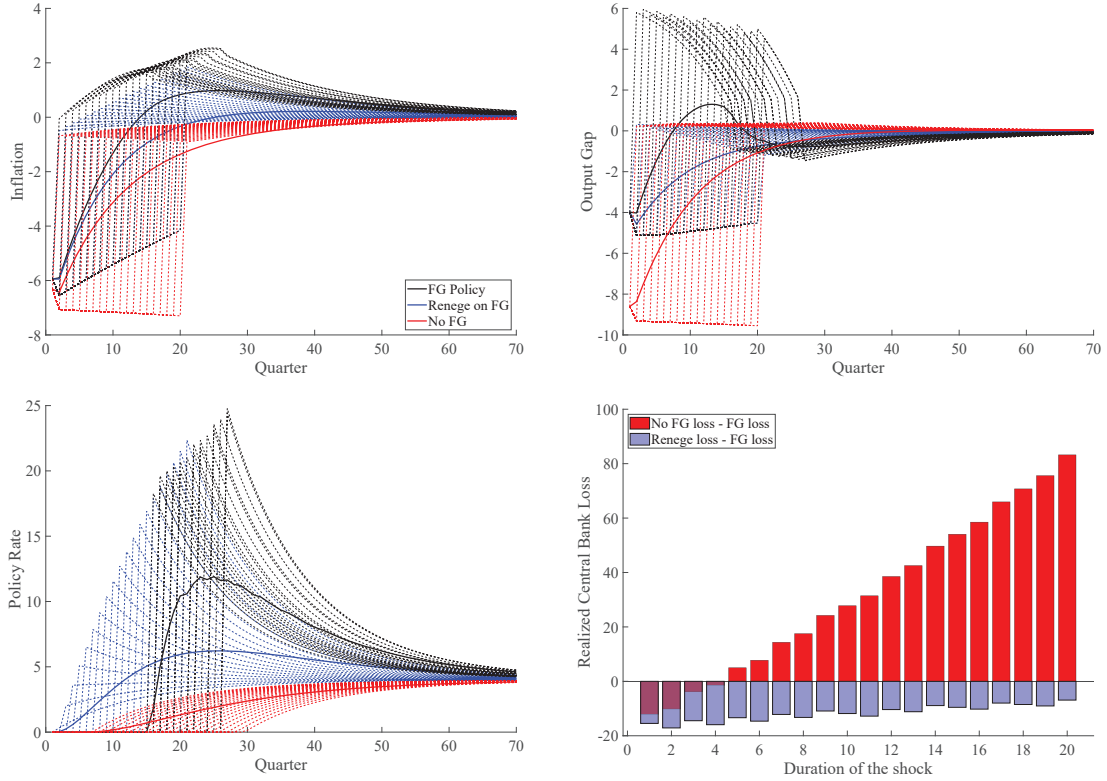 4
2
0
-2
-4
-6
-8
Inflation
FG Policy
Renege on FG
No FG
0 10 20 30 40 50 60 70
Quarter
6
4
2
0
-2
-4
-6
-8
-10
Output Gap
0 10 20 30 40 50 60 70
Quarter
25
20
15
10
5
0
Policy Rate
0 10 20 30 40 50 60 70
Quarter
100
80
60
40
20
0
-20
Realized Central Bank Loss
No FG loss - FG loss
Renege loss - FG loss
0 2 4 6 8 10 12 14 16 18 20
Duration of the shock